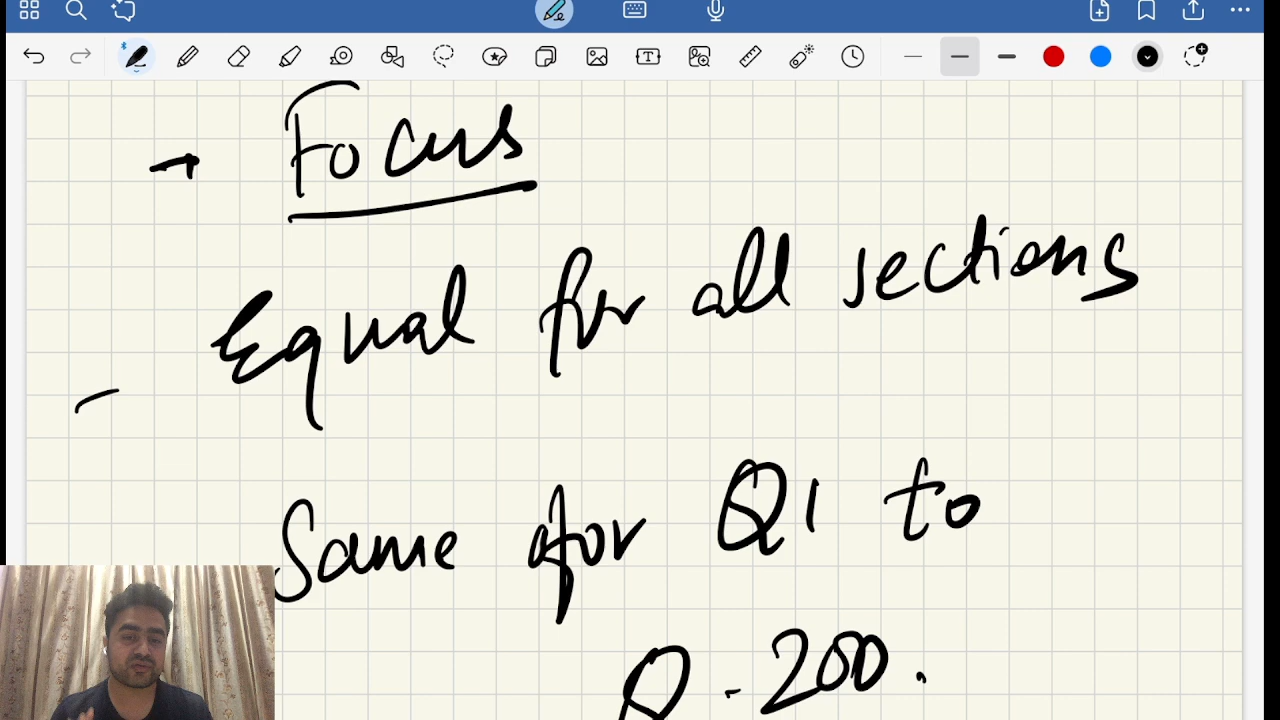 → Focus
- Equal for all sections
Same for Q1 to
Q. 200.